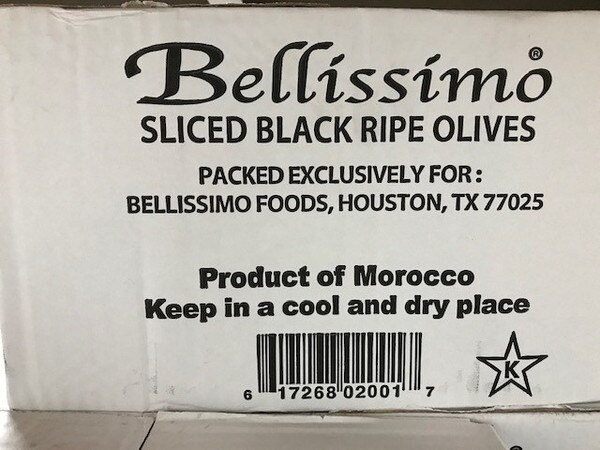 Bellissimo®
SLICED BLACK RIPE OLIVES
PACKED EXCLUSIVELY FOR:
BELLISSIMO FOODS, HOUSTON, TX 77025
Product of Morocco
Keep in a cool and dry place
6 17268 02001 7
K